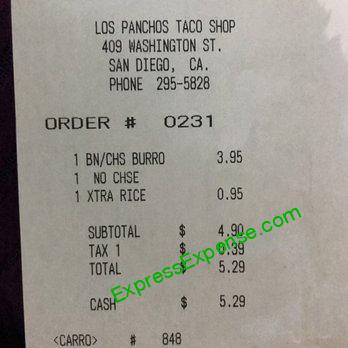 LOS PANCHOS TACO SHOP
409 WASHINGTON ST.
SAN DIEGO, CA.
PHONE 295-5828
ORDER # 0231
1 BN/CHS BURRO 3.95
1 NO CHSE
1 XTRA RICE 0.95
SUBTOTAL $ 4.90
TAX 1 $ 0.39
TOTAL $ 5.29
CASH $ 5.29
<CARRO> # 848
ExpressExpense.com